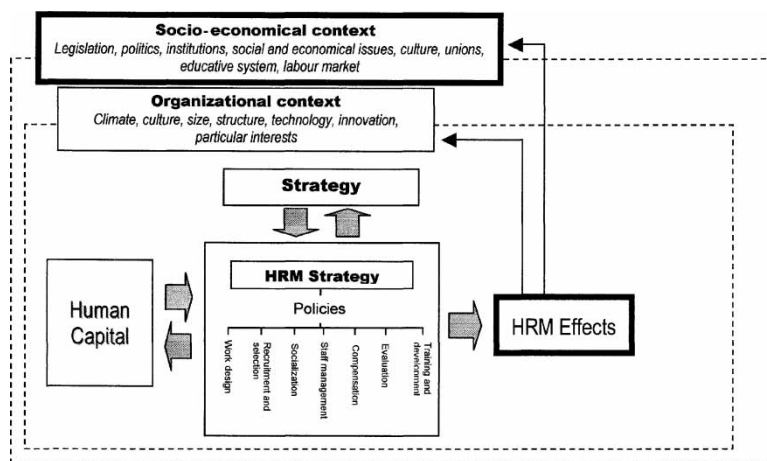 Socio-economical context
Legislation, politics, institutions, social and economical issues, culture, unions,
educative system, labour market
Organizational context
Climate, culture, size, structure, technology, innovation,
particular interests
Strategy
HRM Strategy
Policies
Human
Capital
Work design
Recruitment and
selection
Socialization
Staff management
Compensation
Evaluation
Training and
development
HRM Effects